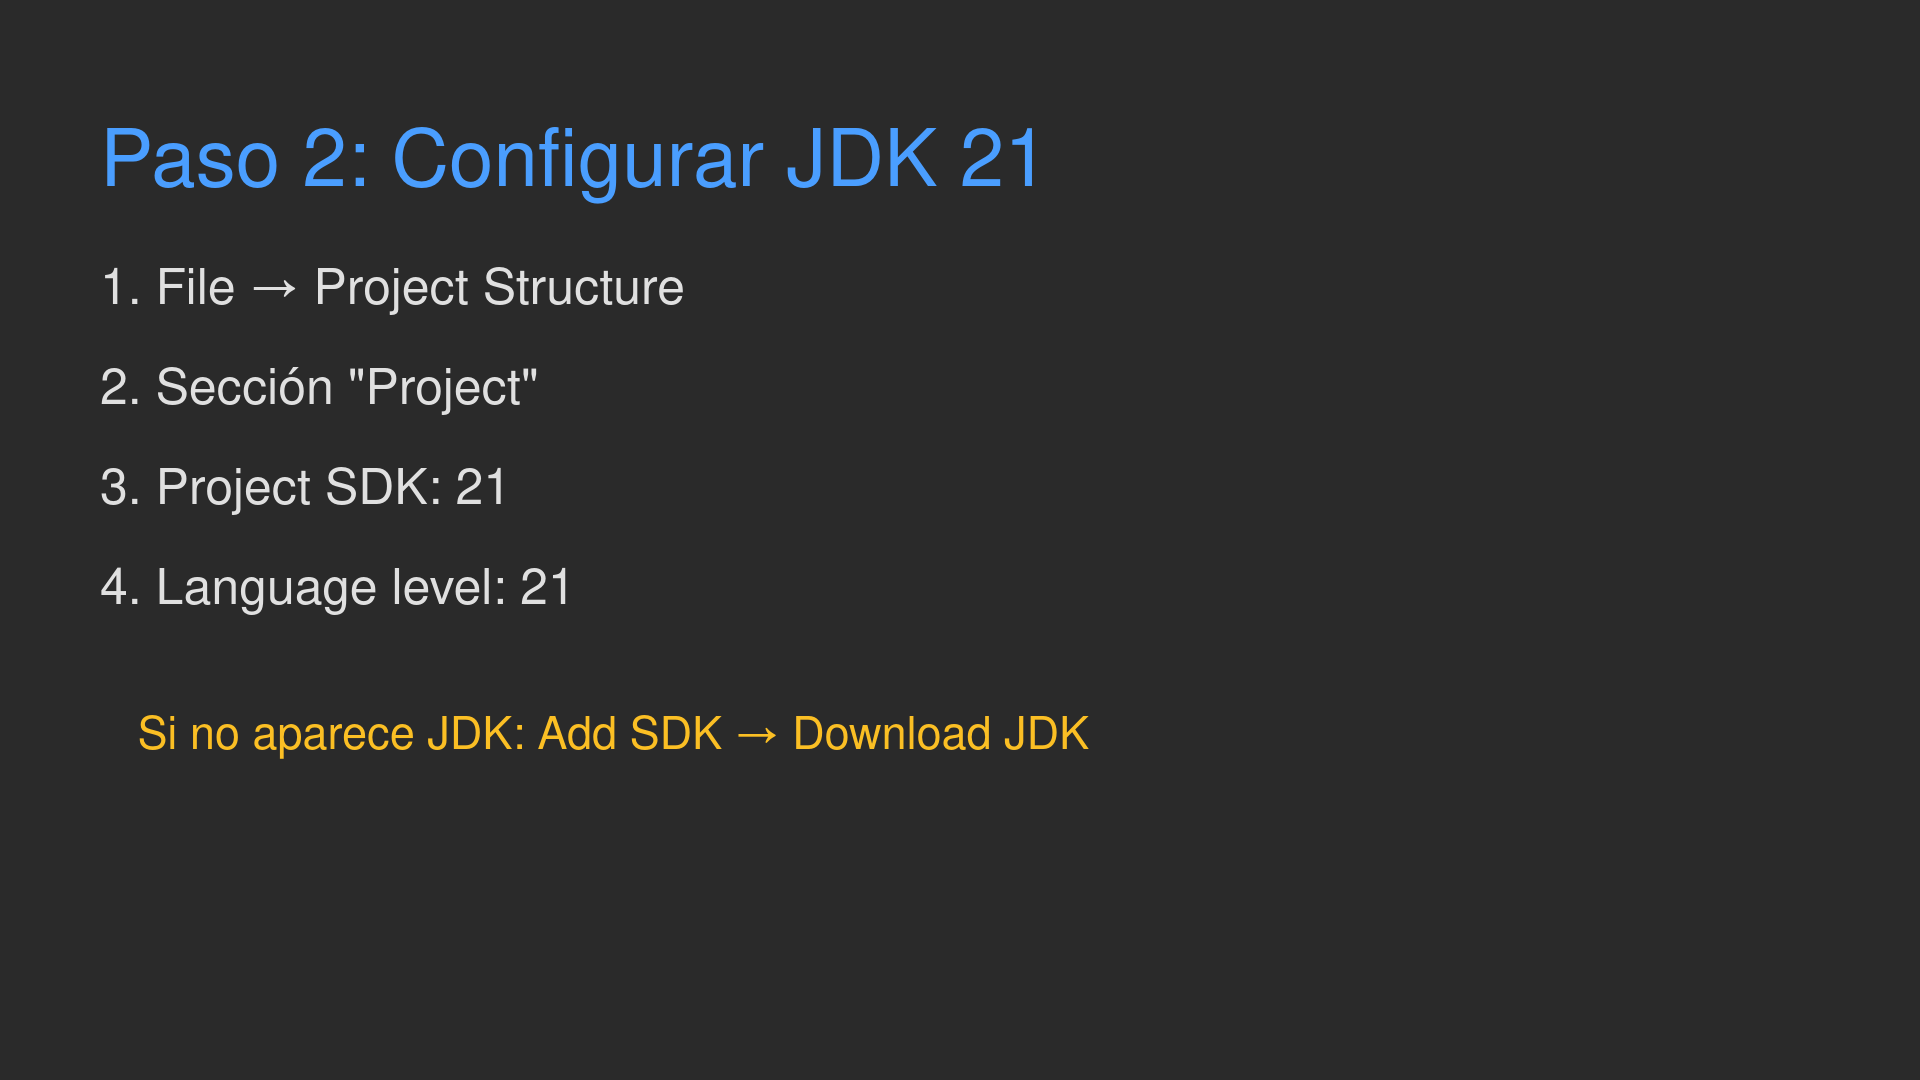 Paso 2: Configurar JDK 21
1. File → Project Structure
2. Sección "Project"
3. Project SDK: 21
4. Language level: 21
Si no aparece JDK: Add SDK → Download JDK